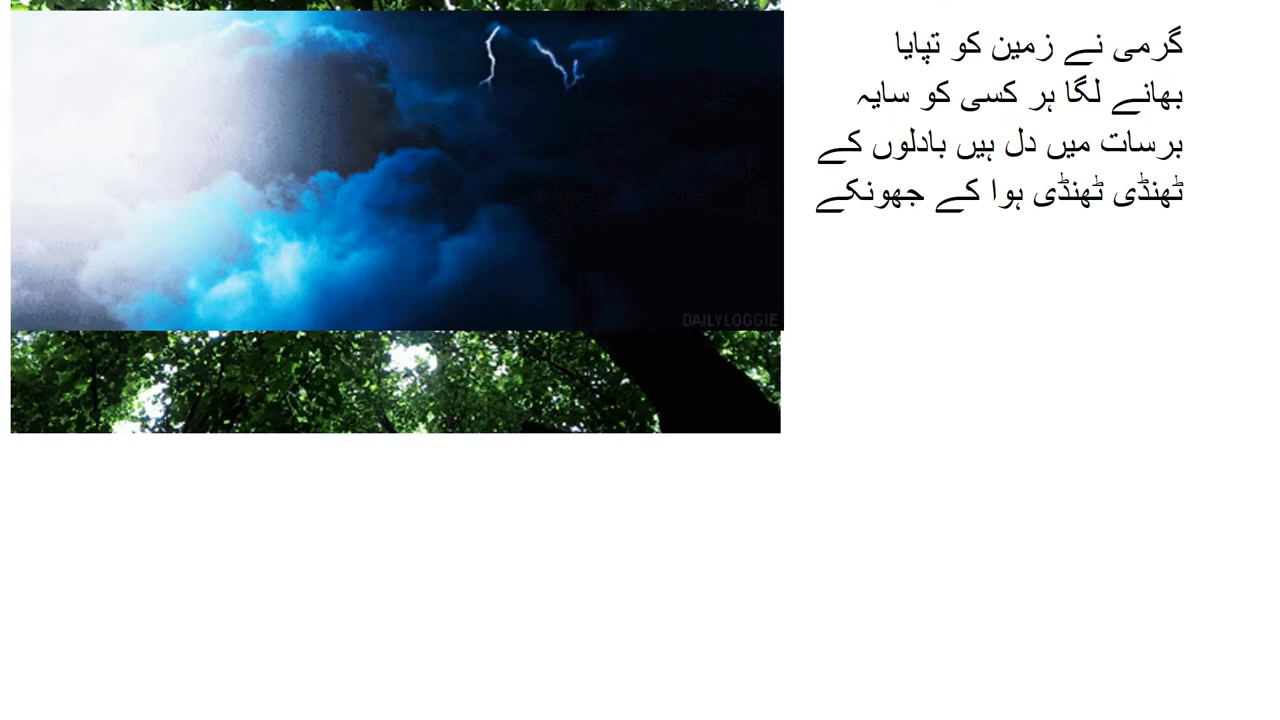 گرمی نے زمین کو تپایا
بھانے لگا ہر کسی کو سایہ
برسات میں دل ہیں بادلوں کے
ٹھنڈی ٹھنڈی ہوا کے جھونکے
DAILYLOGGIE